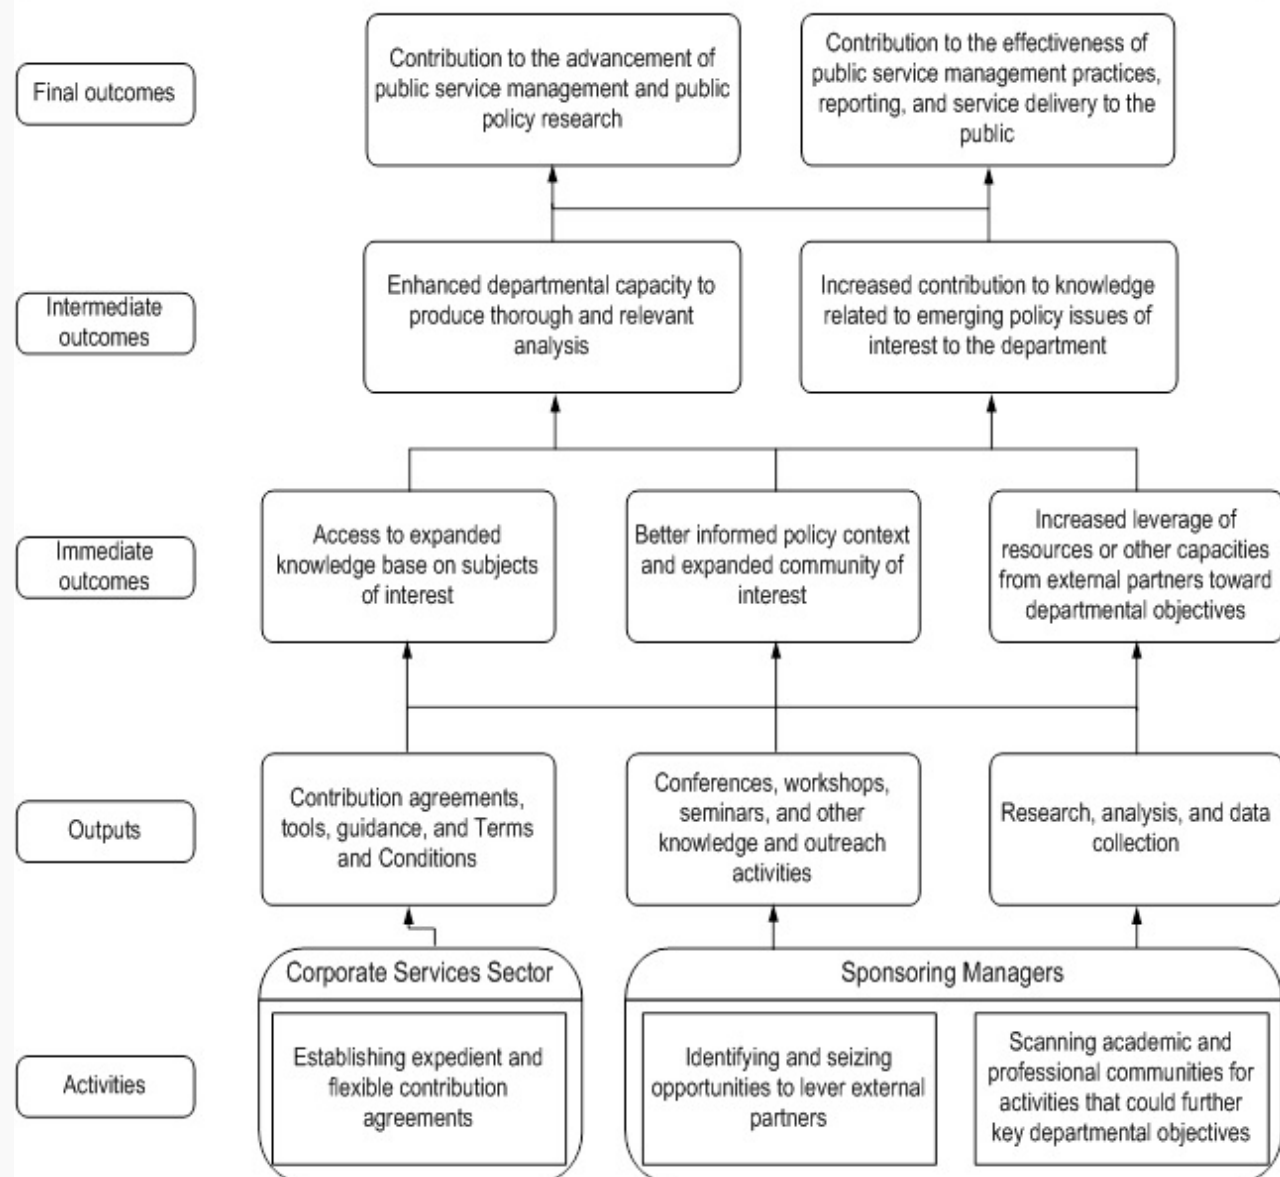 Final outcomes
Contribution to the advancement of
public service management and public
policy research
Contribution to the effectiveness of
public service management practices,
reporting, and service delivery to the
public
Intermediate
outcomes
Enhanced departmental capacity to
produce thorough and relevant
analysis
Increased contribution to knowledge
related to emerging policy issues of
interest to the department
Immediate
outcomes
Access to expanded
knowledge base on subjects
of interest
Better informed policy context
and expanded community of
interest
Increased leverage of
resources or other capacities
from external partners toward
departmental objectives
Outputs
Contribution agreements,
tools, guidance, and Terms
and Conditions
Conferences, workshops,
seminars, and other
knowledge and outreach
activities
Research, analysis, and data
collection
Activities
Corporate Services Sector
Establishing expedient and
flexible contribution
agreements
Sponsoring Managers
Identifying and seizing
opportunities to lever external
partners
Scanning academic and
professional communities for
activities that could further
key departmental objectives